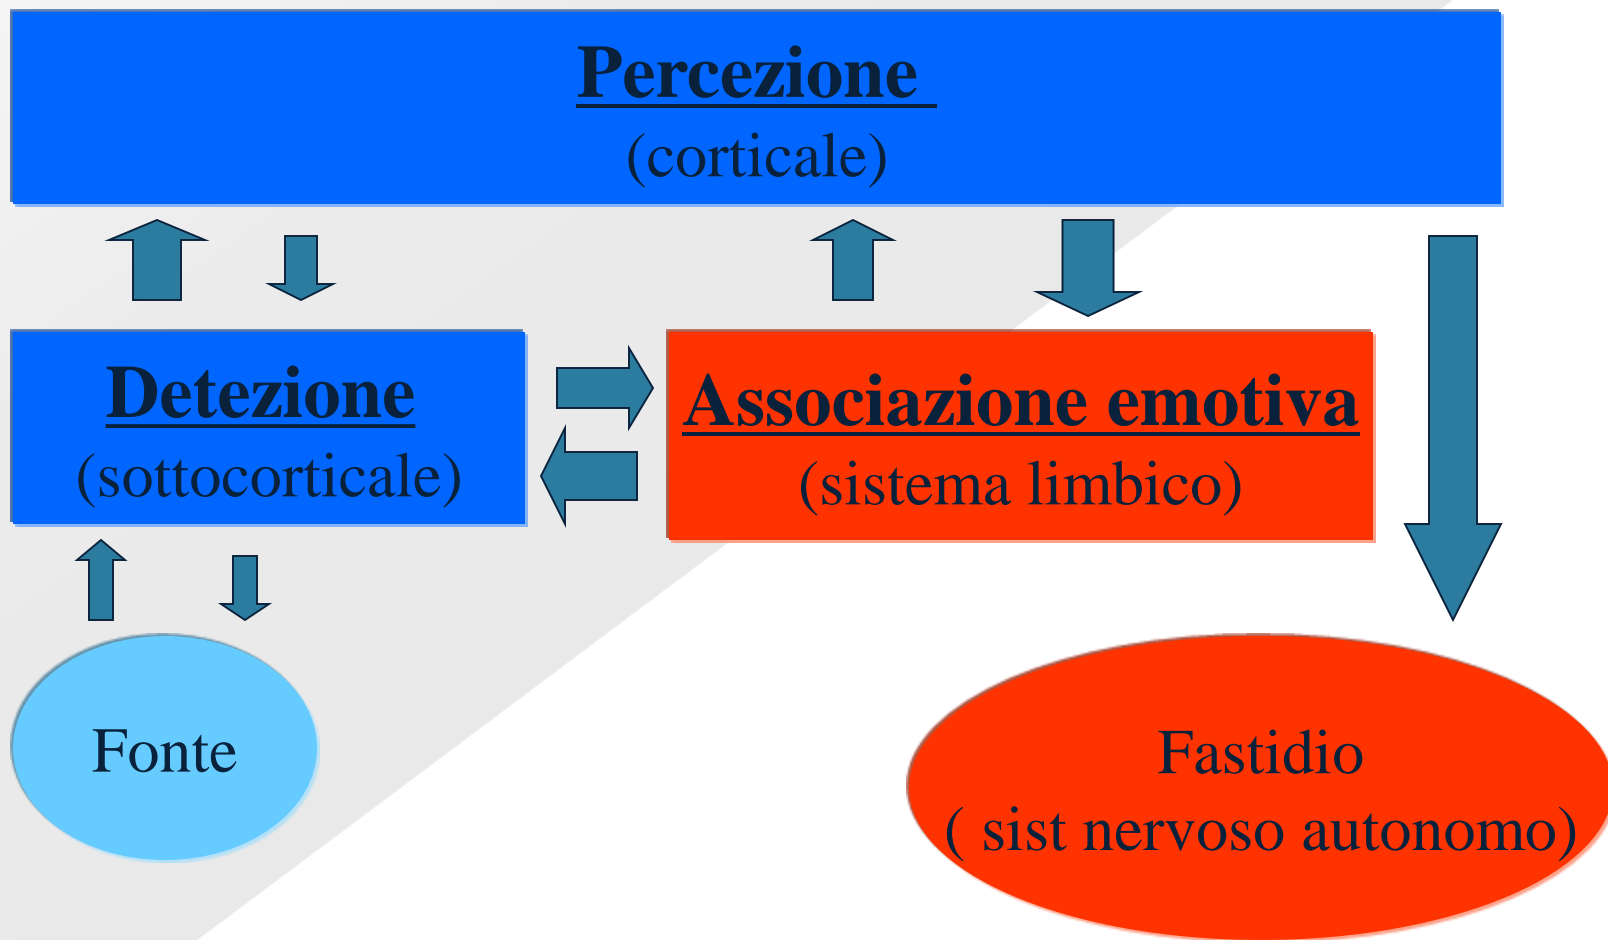 Percezione
(corticale)
Detezione
(sottocorticale)
Associazione emotiva
(sistema limbico)
Fonte
Fastidio
( sist nervoso autonomo)